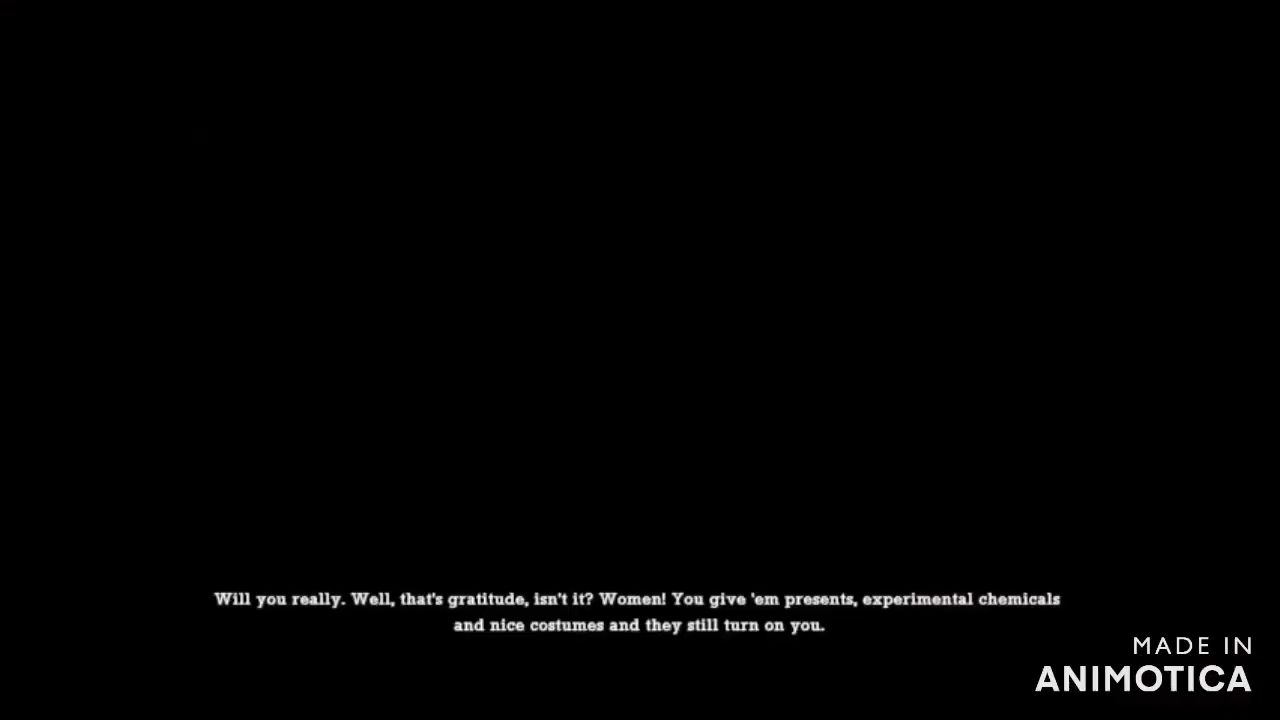 Will you really. Well, that's gratitude, isn't it? Women! You give 'em presents, experimental chemicals
and nice costumes and they still turn on you.
MADE IN
ANIMOTICA